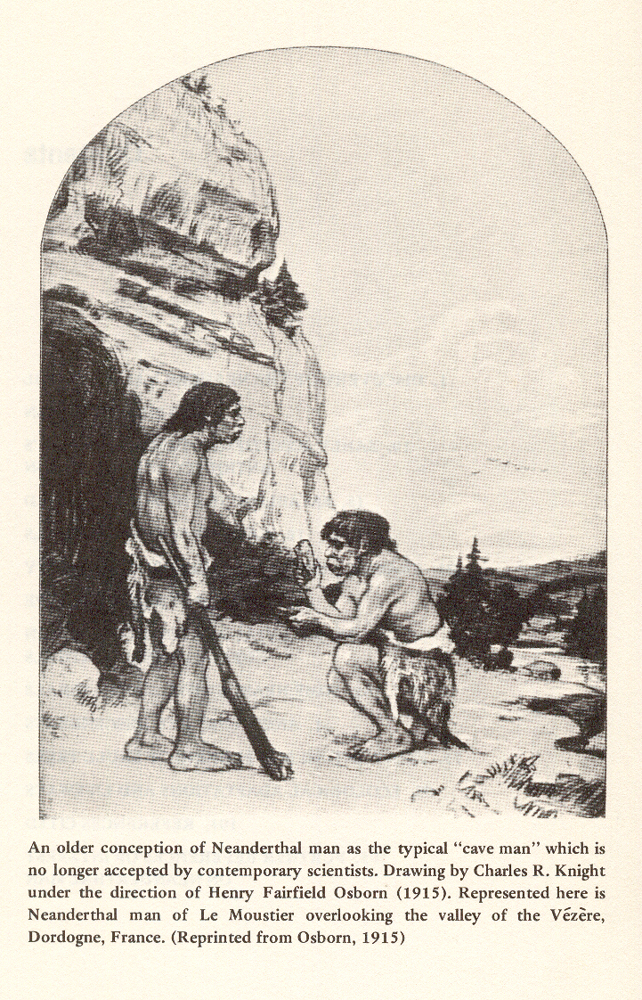 An older conception of Neanderthal man as the typical “cave man” which is
no longer accepted by contemporary scientists. Drawing by Charles R. Knight
under the direction of Henry Fairfield Osborn (1915). Represented here is
Neanderthal man of Le Moustier overlooking the valley of the Vézère,
Dordogne, France. (Reprinted from Osborn, 1915)